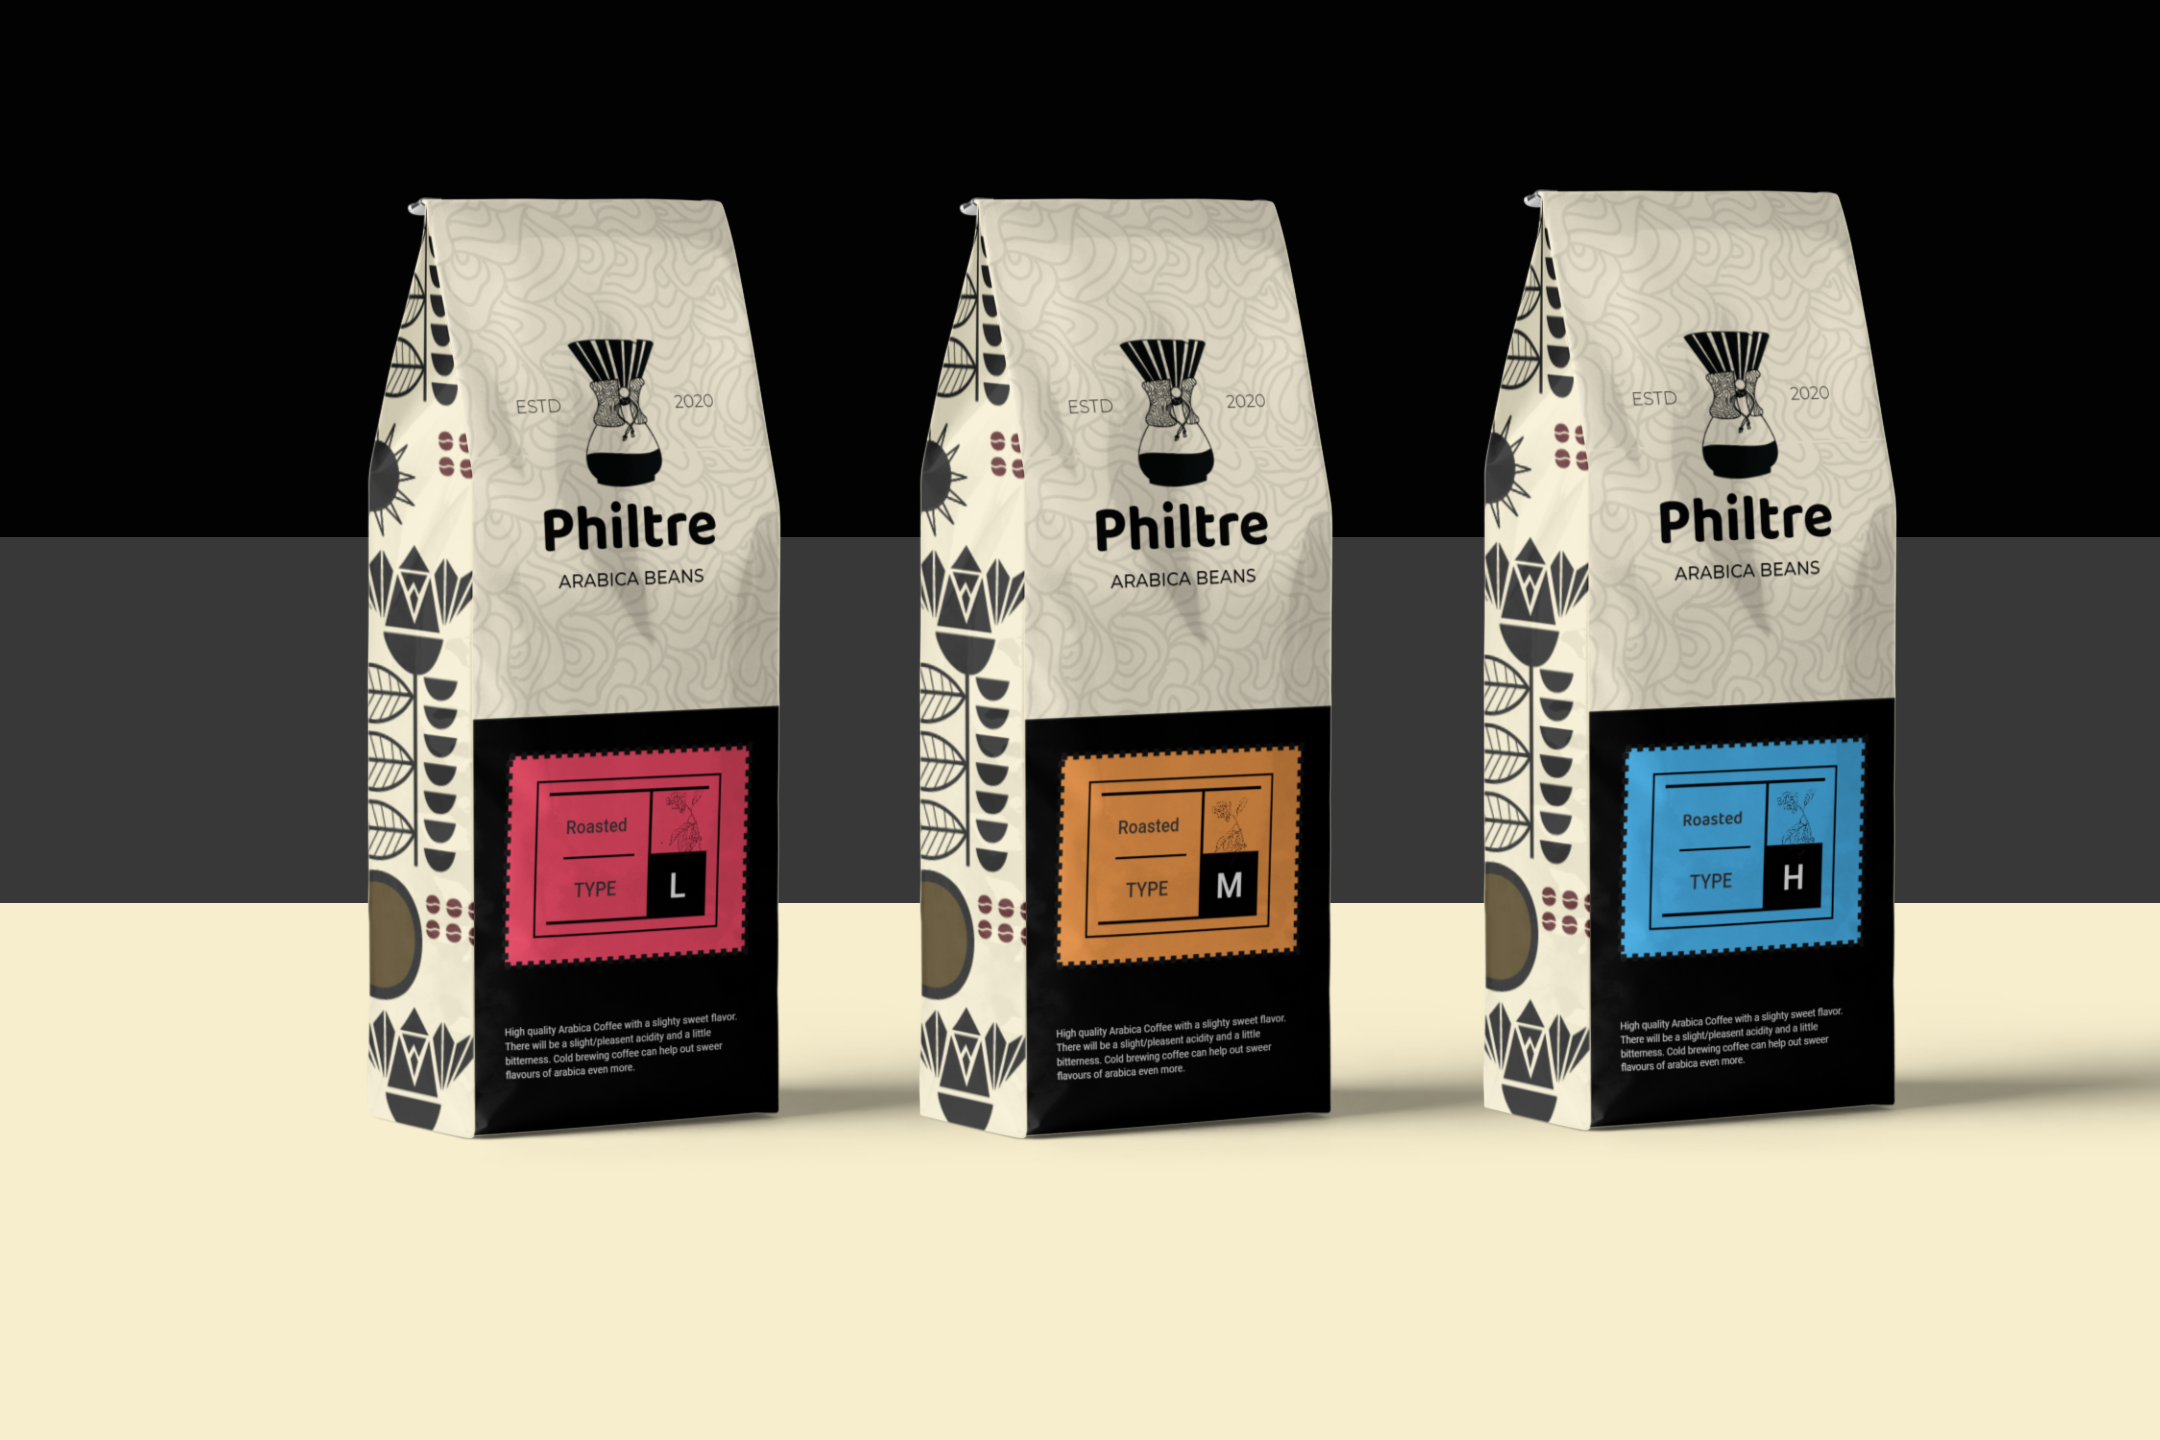 ESTD 2020
Philtre
ARABICA BEANS
Roasted
TYPE L
High quality Arabica Coffee with a slighty sweet flavor.
There will be a slight/pleasent acidity and a little
bitterness. Cold brewing coffee can help out sweer
flavours of arabica even more.
ESTD 2020
Philtre
ARABICA BEANS
Roasted
TYPE M
High quality Arabica Coffee with a slighty sweet flavor.
There will be a slight/pleasent acidity and a little
bitterness. Cold brewing coffee can help out sweer
flavours of arabica even more.
ESTD 2020
Philtre
ARABICA BEANS
Roasted
TYPE H
High quality Arabica Coffee with a slighty sweet flavor.
There will be a slight/pleasent acidity and a little
bitterness. Cold brewing coffee can help out sweer
flavours of arabica even more.